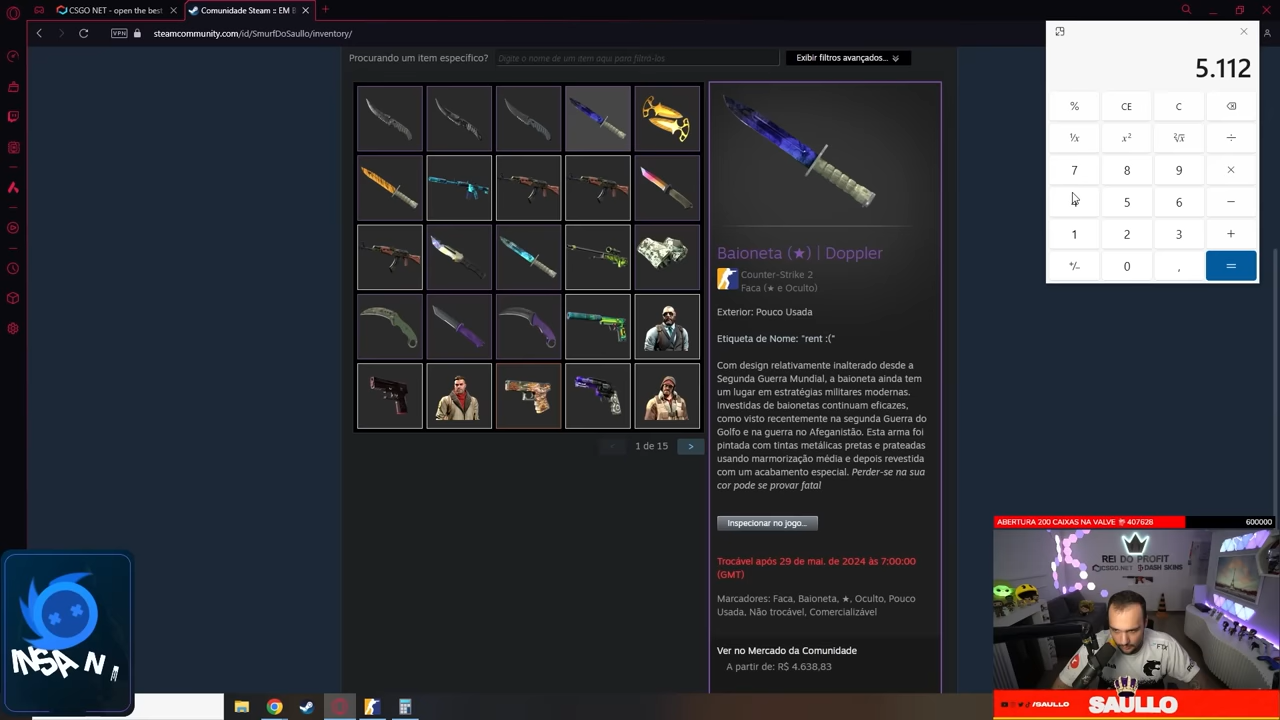 CSGO NET - open the best
Comunidade Steam :: EM B
VPN
steamcommunity.com/id/SmurfDoSaullo/inventory/
Procurando um item específico?
Digite o nome de um item aqui para filtrá-los
Exibir filtros avançados...
5.112
% CE C
¹/x x² ²√x ÷
7 8 9 ×
4 5 6 −
1 2 3 +
+/− 0 , =
Baioneta (★) | Doppler
Counter-Strike 2
Faca (★ e Oculto)
Exterior: Pouco Usada
Etiqueta de Nome: "rent :("
Com design relativamente inalterado desde a
Segunda Guerra Mundial, a baioneta ainda tem
um lugar em estratégias militares modernas.
Investidas de baionetas continuam eficazes,
como visto recentemente na segunda Guerra do
Golfo e na guerra no Afeganistão. Esta arma foi
pintada com tintas metálicas pretas e prateadas
usando marmorização média e depois revestida
com um acabamento especial. Perder-se na sua
cor pode se provar fatal
Inspecionar no jogo...
Trocável após 29 de mai. de 2024 às 7:00:00
(GMT)
Marcadores: Faca, Baioneta, ★, Oculto, Pouco
Usada, Não trocável, Comercializável
Ver no Mercado da Comunidade
A partir de: R$ 4.638,83
1 de 15
>
ABERTURA 200 CAIXAS NA VALVE 407628 600000
REI DO PROFIT
CSGO.NET DASH SKINS
FTX
/SAULLO
SAULLO